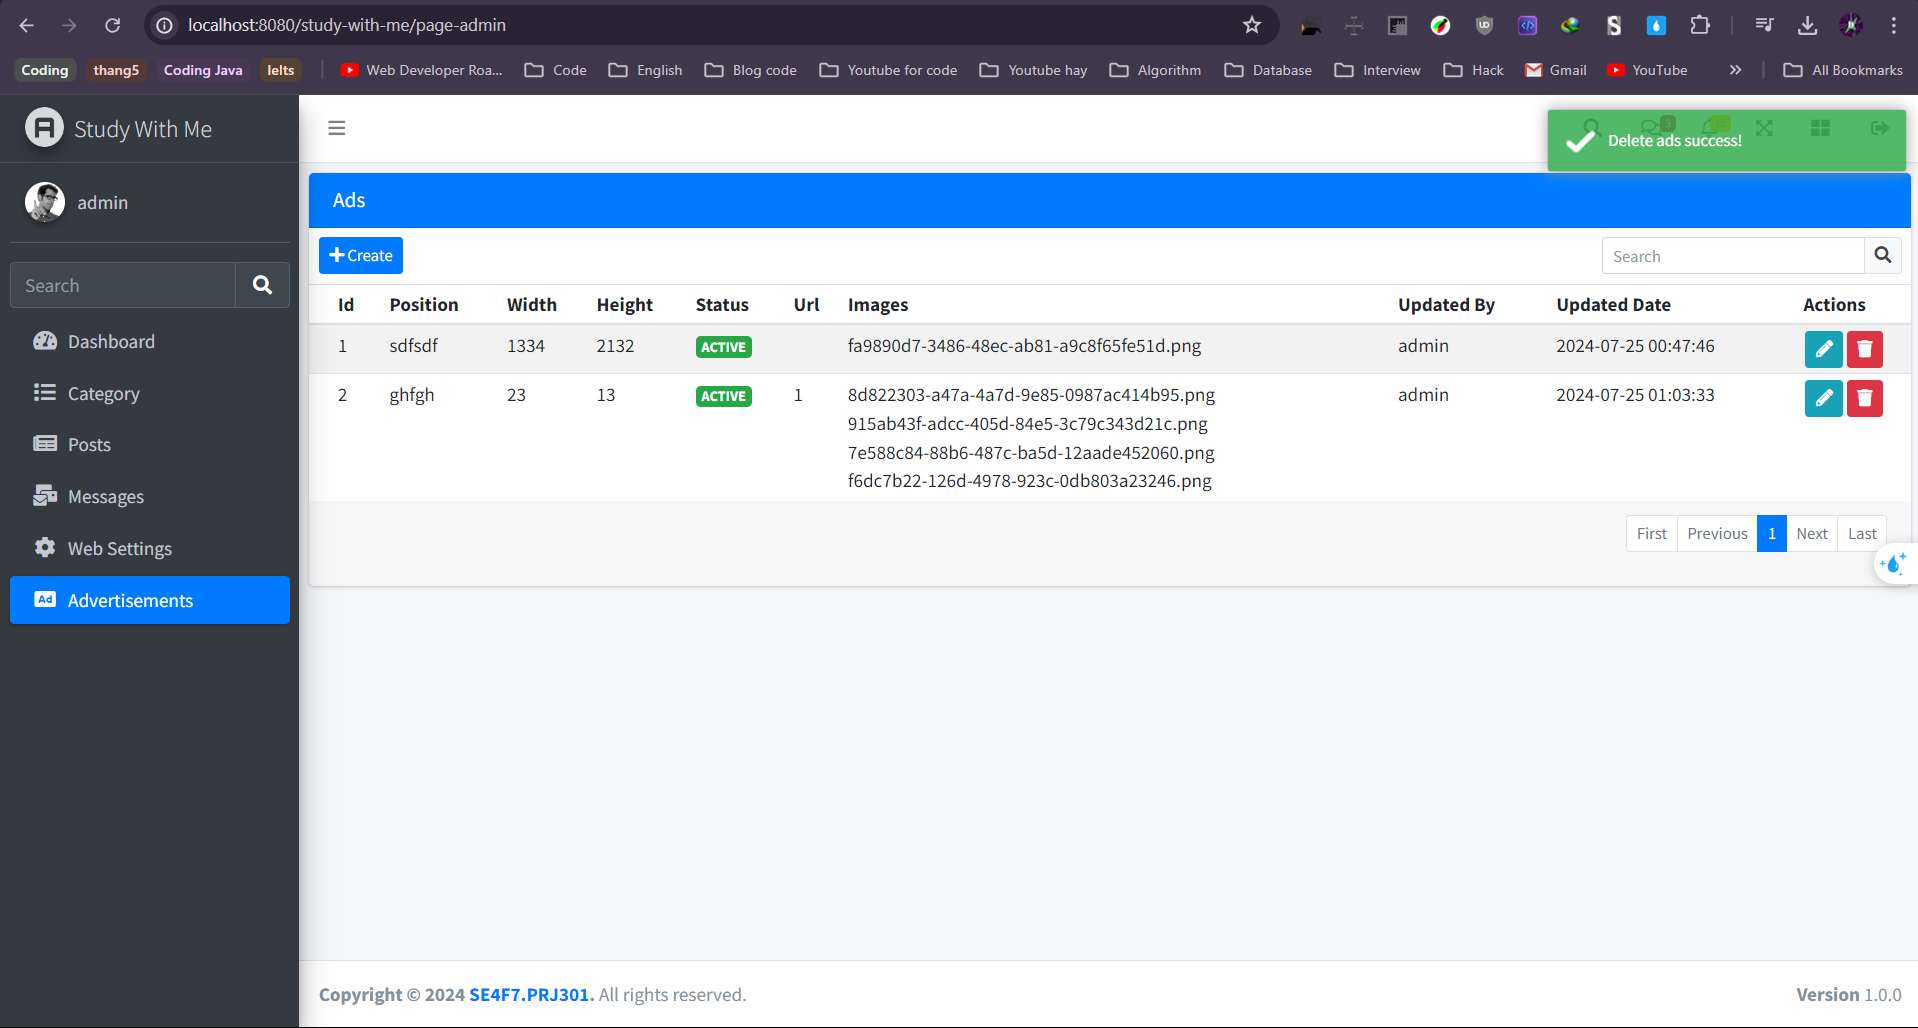 localhost:8080/study-with-me/page-admin
Coding thang5 Coding Java Ielts Web Developer Roa... Code English Blog code Youtube for code Youtube hay Algorithm Database Interview Hack Gmail YouTube » All Bookmarks
Study With Me
3 15
Delete ads success!
admin
Search
Dashboard
Category
Posts
Messages
Web Settings
Ad Advertisements
Ads
Create
Search
Id Position Width Height Status Url Images Updated By Updated Date Actions
1 sdfsdf 1334 2132 ACTIVE fa9890d7-3486-48ec-ab81-a9c8f65fe51d.png admin 2024-07-25 00:47:46
2 ghfgh 23 13 ACTIVE 1 8d822303-a47a-4a7d-9e85-0987ac414b95.png admin 2024-07-25 01:03:33
915ab43f-adcc-405d-84e5-3c79c343d21c.png
7e588c84-88b6-487c-ba5d-12aade452060.png
f6dc7b22-126d-4978-923c-0db803a23246.png
First Previous 1 Next Last
Copyright © 2024 SE4F7.PRJ301. All rights reserved.
Version 1.0.0